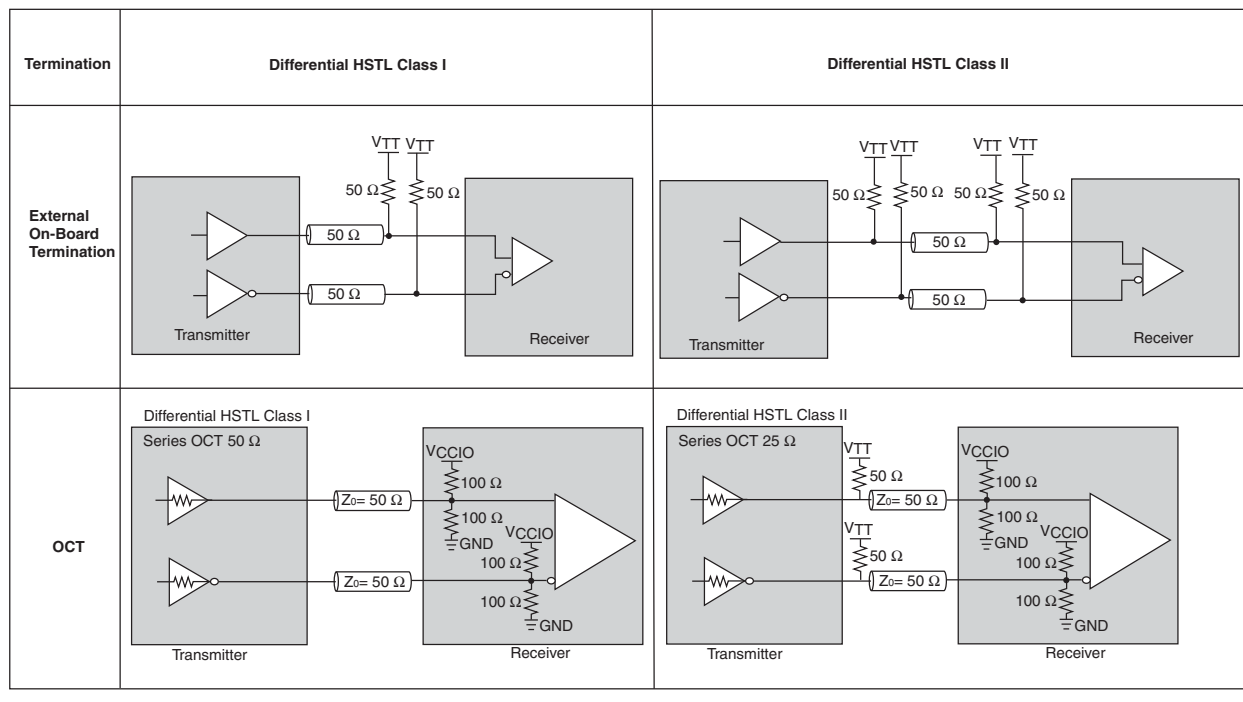 Termination
Differential HSTL Class I
Differential HSTL Class II
External
On-Board
Termination
VTT VTT
50 Ω 50 Ω
50 Ω
50 Ω
Transmitter
Receiver
VTT VTT VTT VTT
50 Ω 50 Ω 50 Ω 50 Ω
50 Ω
50 Ω
Transmitter
Receiver
OCT
Differential HSTL Class I
Series OCT 50 Ω
VCCIO
100 Ω
Z0= 50 Ω
100 Ω
VCCIO
GND
100 Ω
Z0= 50 Ω
100 Ω
GND
Transmitter
Receiver
Differential HSTL Class II
Series OCT 25 Ω
VTT
VCCIO
50 Ω
100 Ω
Z0= 50 Ω
100 Ω
VTT
VCCIO
GND
50 Ω
100 Ω
Z0= 50 Ω
100 Ω
GND
Transmitter
Receiver